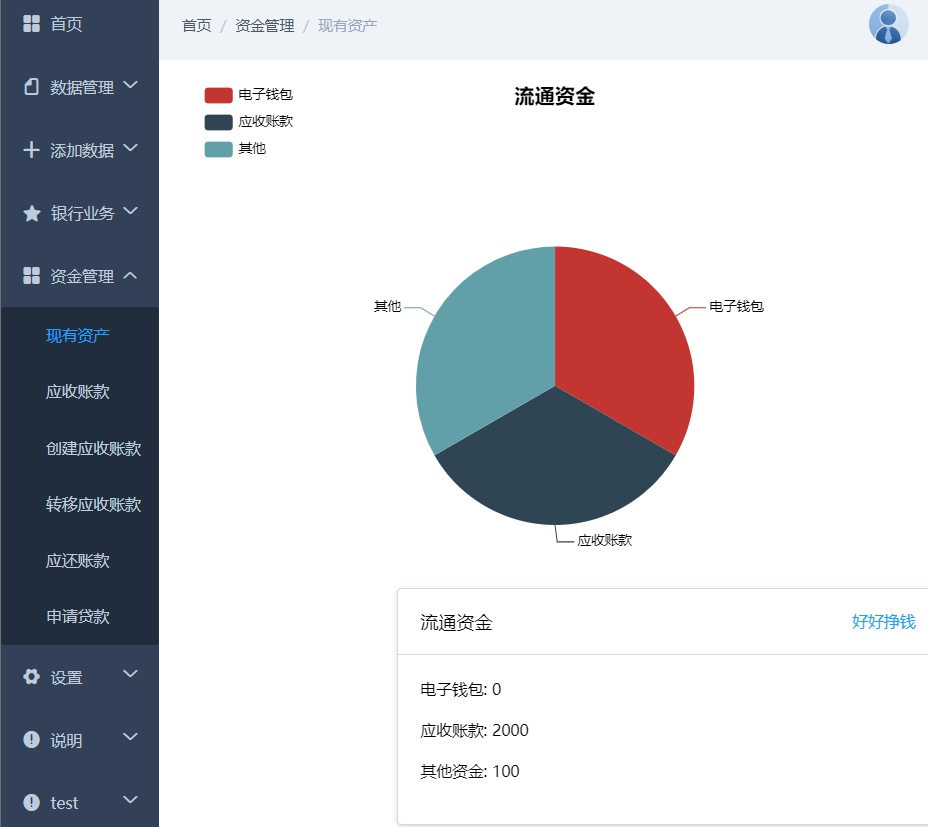 首页
数据管理
添加数据
银行业务
资金管理
现有资产
应收账款
创建应收账款
转移应收账款
应还账款
申请贷款
设置
说明
test
首页 / 资金管理 / 现有资产
电子钱包
应收账款
其他
流通资金
其他
电子钱包
应收账款
流通资金
好好挣钱
电子钱包: 0
应收账款: 2000
其他资金: 100